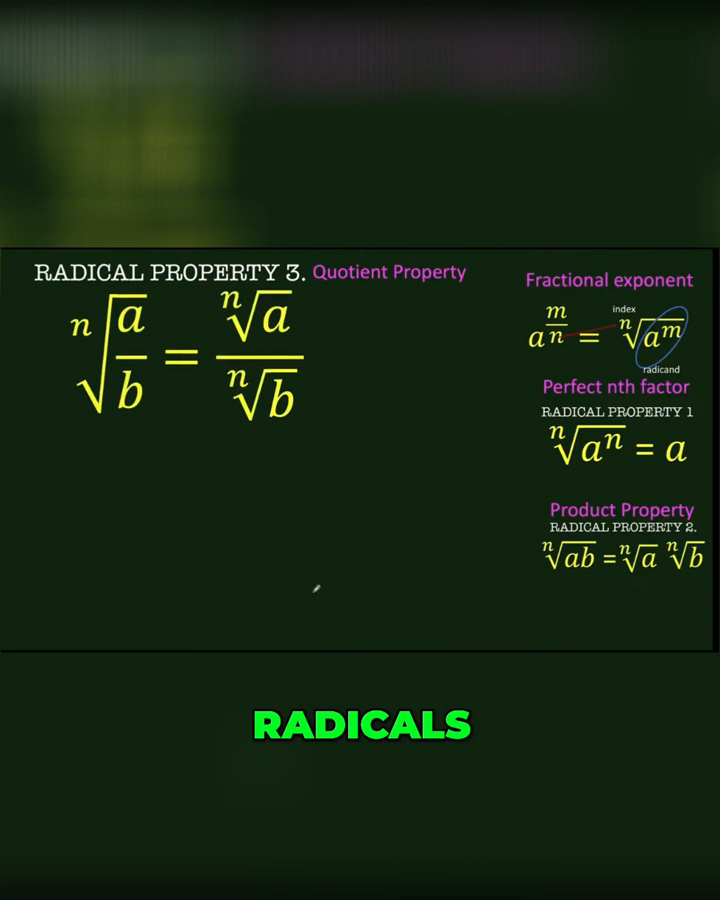 RADICAL PROPERTY 3. Quotient Property
ⁿ√(a/b) = ⁿ√a / ⁿ√b
Fractional exponent
index
a^(m/n) = ⁿ√(a^m)
radicand
Perfect nth factor
RADICAL PROPERTY 1
ⁿ√(aⁿ) = a
Product Property
RADICAL PROPERTY 2.
ⁿ√(ab) = ⁿ√a ⁿ√b
RADICALS